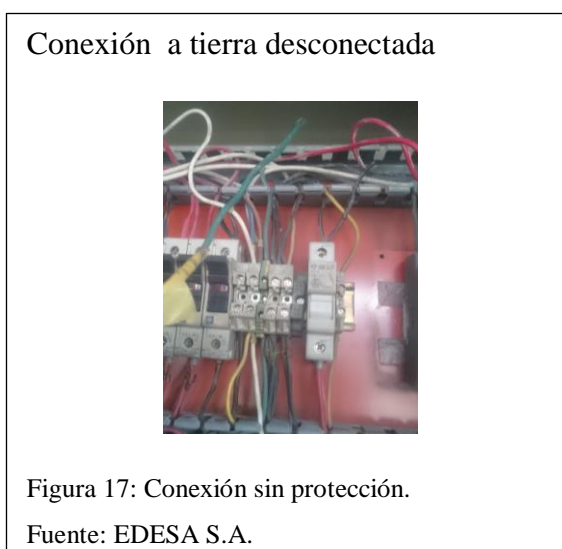 Conexión a tierra desconectada
Figura 17: Conexión sin protección.
Fuente: EDESA S.A.